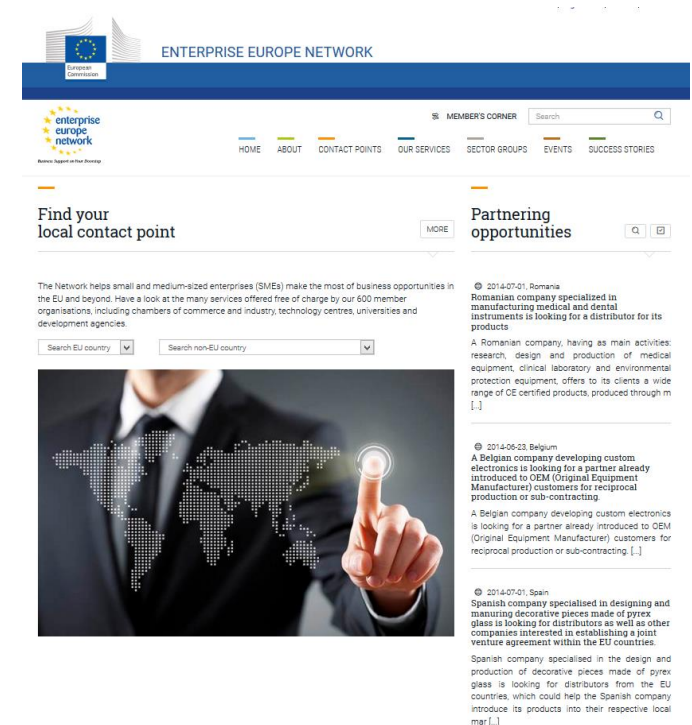 European
Commission
ENTERPRISE EUROPE NETWORK
enterprise
europe
network
Business Support on Your Doorstep
MEMBER'S CORNER
Search
HOME ABOUT CONTACT POINTS OUR SERVICES SECTOR GROUPS EVENTS SUCCESS STORIES
Find your
local contact point
MORE
The Network helps small and medium-sized enterprises (SMEs) make the most of business opportunities in
the EU and beyond. Have a look at the many services offered free of charge by our 600 member
organisations, including chambers of commerce and industry, technology centres, universities and
development agencies.
Search EU country
Search non-EU country
Partnering
opportunities
2014-07-01, Romania
Romanian company specialized in
manufacturing medical and dental
instruments is looking for a distributor for its
products
A Romanian company, having as main activities:
research, design and production of medical
equipment, clinical laboratory and environmental
protection equipment, offers to its clients a wide
range of CE certified products, produced through m
[...]
2014-06-23, Belgium
A Belgian company developing custom
electronics is looking for a partner already
introduced to OEM (Original Equipment
Manufacturer) customers for reciprocal
production or sub-contracting.
A Belgian company developing custom electronics
is looking for a partner already introduced to OEM
(Original Equipment Manufacturer) customers for
reciprocal production or sub-contracting. [...]
2014-07-01, Spain
Spanish company specialised in designing and
manuring decorative pieces made of pyrex
glass is looking for distributors as well as other
companies interested in establishing a joint
venture agreement within the EU countries.
Spanish company specialised in the design and
production of decorative pieces made of pyrex
glass is looking for distributors from the EU
countries, which could help the Spanish company
introduce its products into their respective local
mar [...]